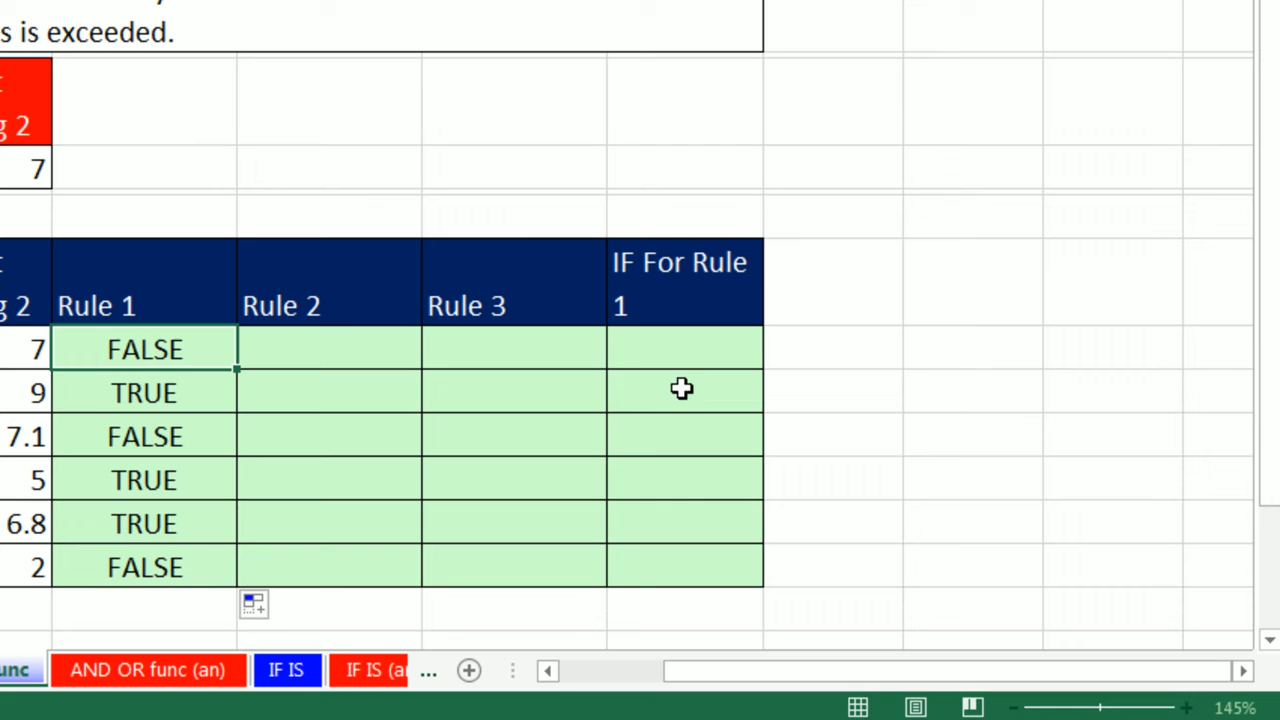 s is exceeded.
g 2
7
IF For Rule
g 2 Rule 1 Rule 2 Rule 3 1
7 FALSE
9 TRUE
7.1 FALSE
5 TRUE
6.8 TRUE
2 FALSE
unc AND OR func (an) IF IS IF IS (a ...
145%